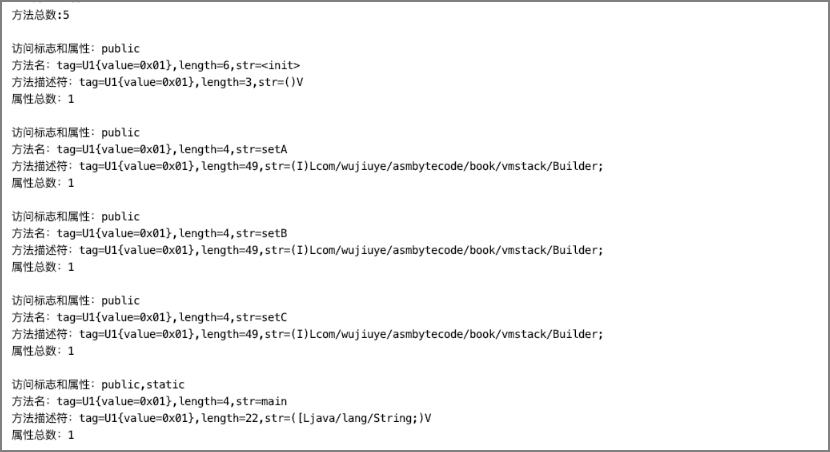 方法总数:5
访问标志和属性: public
方法名: tag=U1{value=0x01},length=6,str=<init>
方法描述符: tag=U1{value=0x01},length=3,str=()V
属性总数: 1
访问标志和属性: public
方法名: tag=U1{value=0x01},length=4,str=setA
方法描述符: tag=U1{value=0x01},length=49,str=(I)Lcom/wujiuye/asmbytecode/book/vmstack/Builder;
属性总数: 1
访问标志和属性: public
方法名: tag=U1{value=0x01},length=4,str=setB
方法描述符: tag=U1{value=0x01},length=49,str=(I)Lcom/wujiuye/asmbytecode/book/vmstack/Builder;
属性总数: 1
访问标志和属性: public
方法名: tag=U1{value=0x01},length=4,str=setC
方法描述符: tag=U1{value=0x01},length=49,str=(I)Lcom/wujiuye/asmbytecode/book/vmstack/Builder;
属性总数: 1
访问标志和属性: public,static
方法名: tag=U1{value=0x01},length=4,str=main
方法描述符: tag=U1{value=0x01},length=22,str=([Ljava/lang/String;)V
属性总数: 1